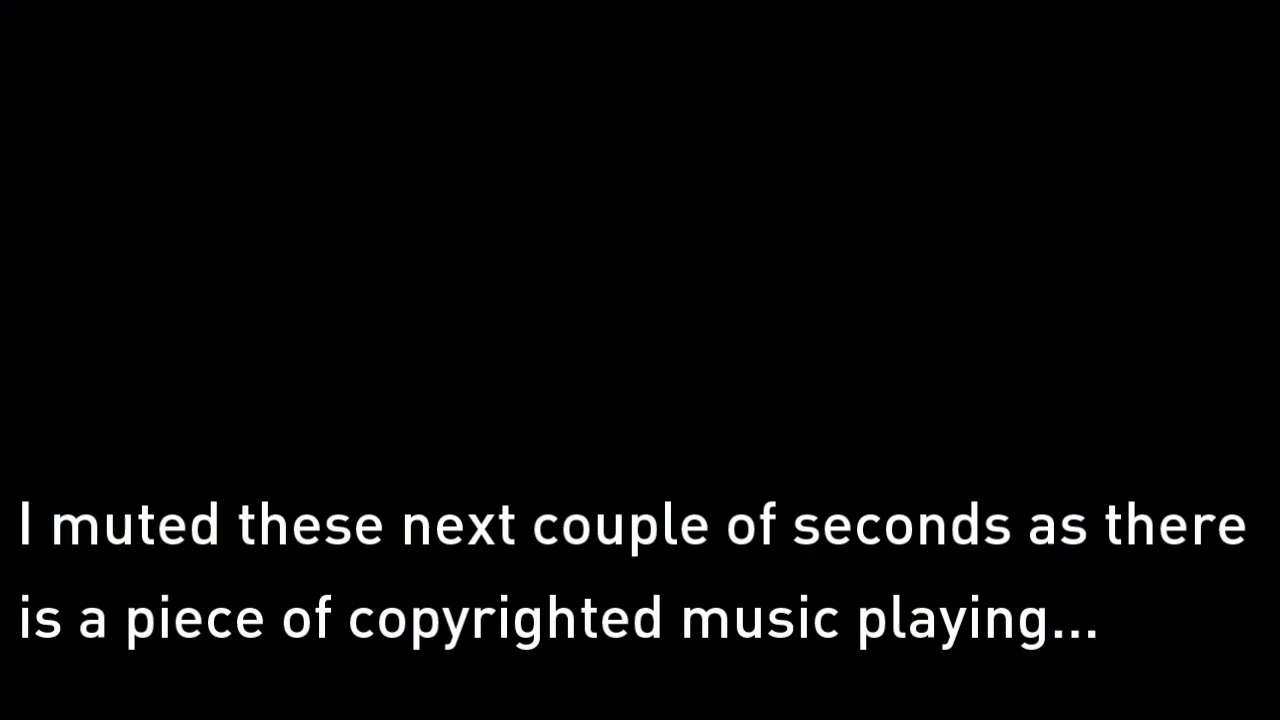 I muted these next couple of seconds as there
is a piece of copyrighted music playing...